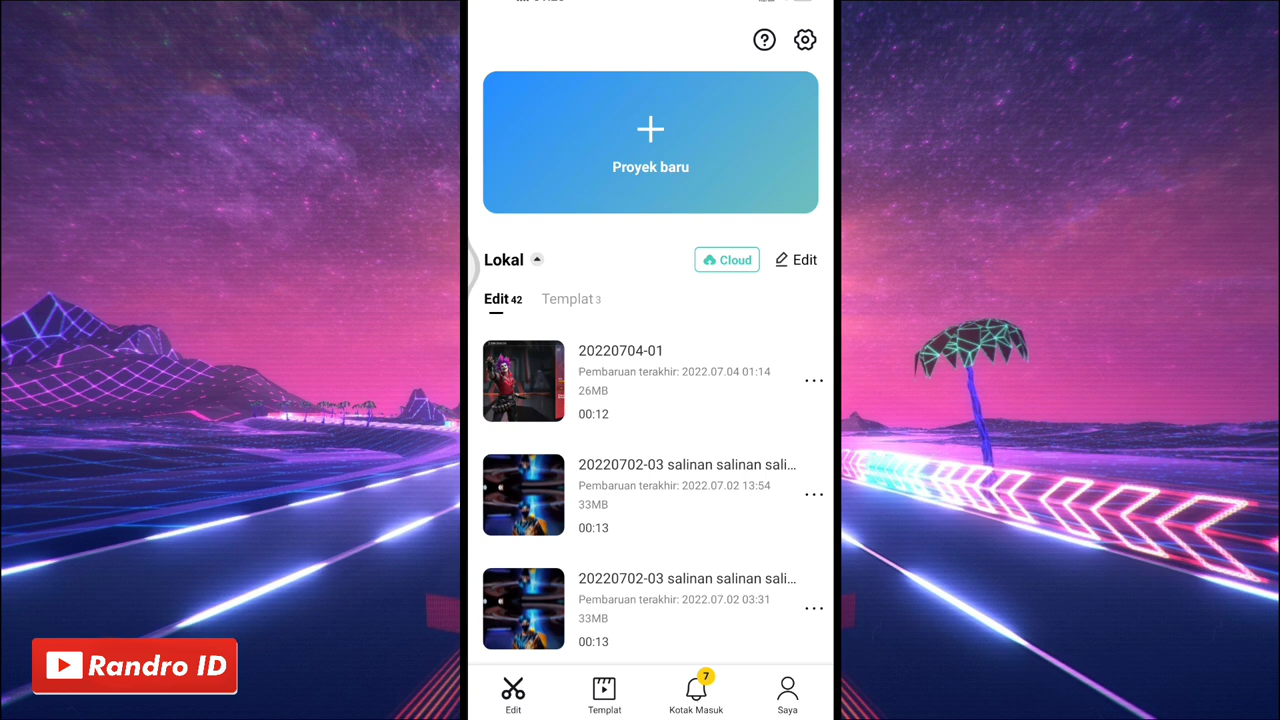 Proyek baru
Lokal
Cloud
Edit
Edit 42
Templat 3
20220704-01
Pembaruan terakhir: 2022.07.04 01:14
26MB
00:12
20220702-03 salinan salinan sali...
Pembaruan terakhir: 2022.07.02 13:54
33MB
00:13
20220702-03 salinan salinan sali...
Pembaruan terakhir: 2022.07.02 03:31
33MB
00:13
7
Edit
Templat
Kotak Masuk
Saya
Randro ID